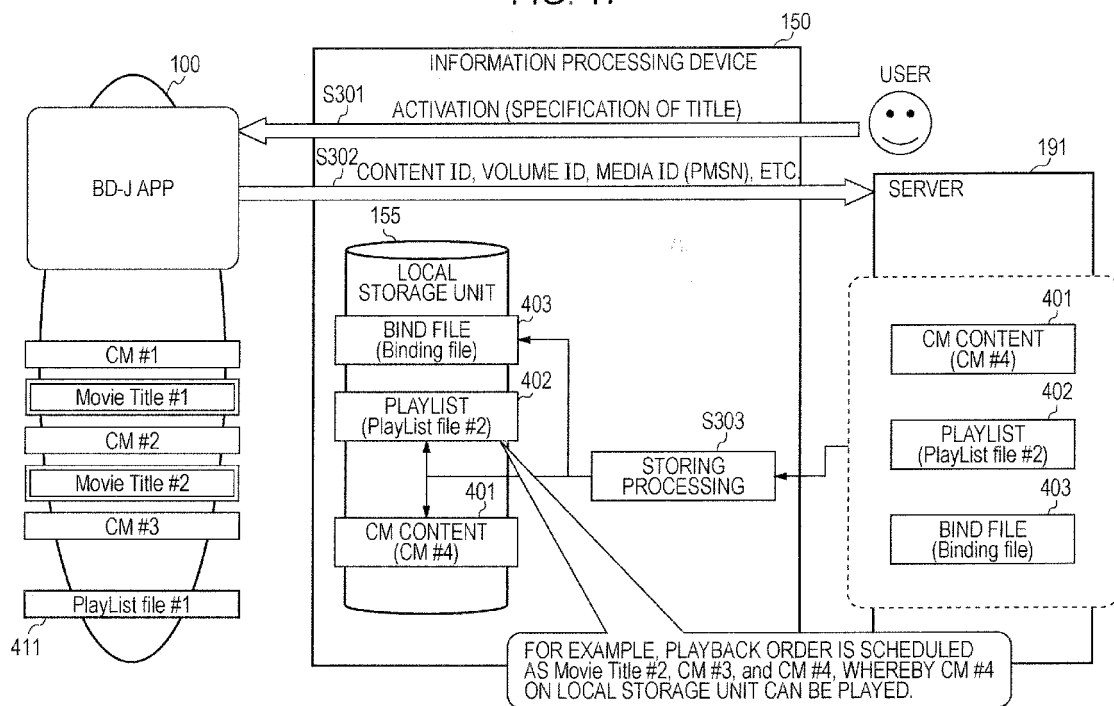 150
INFORMATION PROCESSING DEVICE
USER
100
S301
ACTIVATION (SPECIFICATION OF TITLE)
S302
CONTENT ID, VOLUME ID, MEDIA ID (PMSN), ETC.
BD-J APP
191
SERVER
155
LOCAL
STORAGE UNIT
403
BIND FILE
(Binding file)
402
PLAYLIST
(PlayList file #2)
S303
STORING
PROCESSING
401
CM CONTENT
(CM #4)
401
CM CONTENT
(CM #4)
402
PLAYLIST
(PlayList file #2)
403
BIND FILE
(Binding file)
CM #1
Movie Title #1
CM #2
Movie Title #2
CM #3
PlayList file #1
411
FOR EXAMPLE, PLAYBACK ORDER IS SCHEDULED
AS Movie Title #2, CM #3, and CM #4, WHEREBY CM #4
ON LOCAL STORAGE UNIT CAN BE PLAYED.